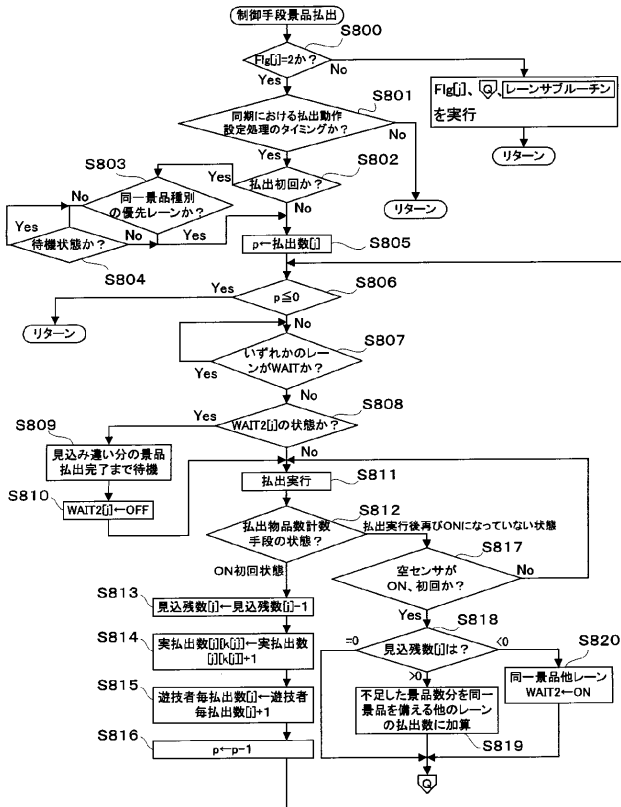 制御手段景品払出
S800
Flg[j]=2か?
Yes
No
Flg[j]、Q、レーンサブルーチン
を実行
リターン
S801
同期における払出動作
設定処理のタイミングか?
No
Yes
リターン
S802
払出初回か?
Yes
No
S803
同一景品種別
の優先レーンか?
No
Yes
待機状態か?
Yes
No
S804
p←払出数[j]
S805
S806
p≦0
Yes
No
リターン
S807
いずれかのレー
ンがWAITか?
Yes
No
S808
WAIT2[j]の状態か?
Yes
No
S809
見込み違い分の景品
払出完了まで待機
S810
WAIT2[j]←OFF
払出実行
S811
S812
払出物品数計数
手段の状態?
払出実行後再びONになっていない状態
ON初回状態
S817
空センサが
ON、初回か?
No
Yes
S813
見込残数[j]←見込残数[j]-1
S814
実払出数[j][k[j]]←実払出数
[j][k[j]]+1
S815
遊技者毎払出数[j]←遊技者
毎払出数[j]+1
S816
p←p-1
S818
見込残数[j]は?
=0
<0
>0
S820
同一景品他レーン
WAIT2←ON
不足した景品数分を同一
景品を備える他のレーン
の払出数に加算
S819
Q